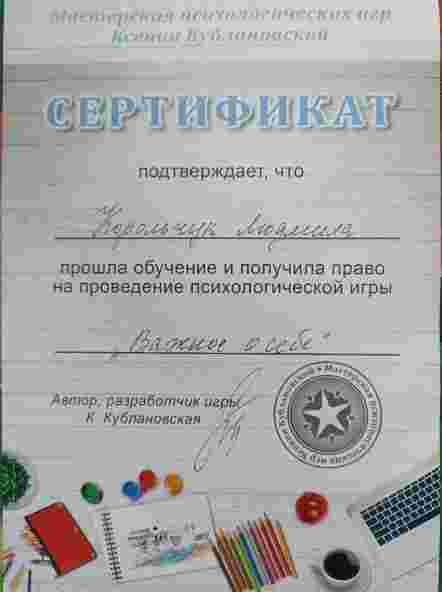 Мастерская психологических игр
Ксении Кублановской
СЕРТИФИКАТ
подтверждает, что
Корольчук Людмила
прошла обучение и получила право
на проведение психологической игры
„Важное о себе"
Автор, разработчик игры
К. Кублановская
Мастерская психологических игр Ксении Кублановской